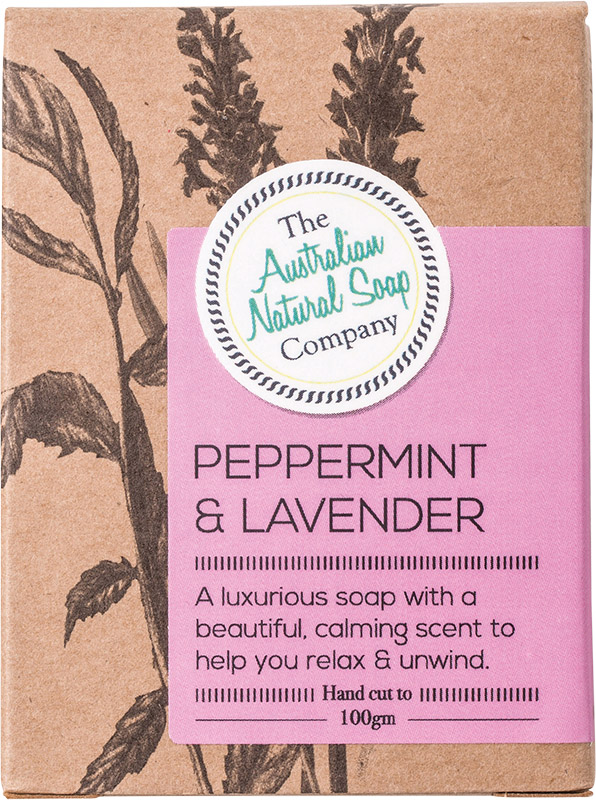 The
Australian
Natural Soap
Company
PEPPERMINT
& LAVENDER
A luxurious soap with a
beautiful, calming scent to
help you relax & unwind.
Hand cut to
100gm